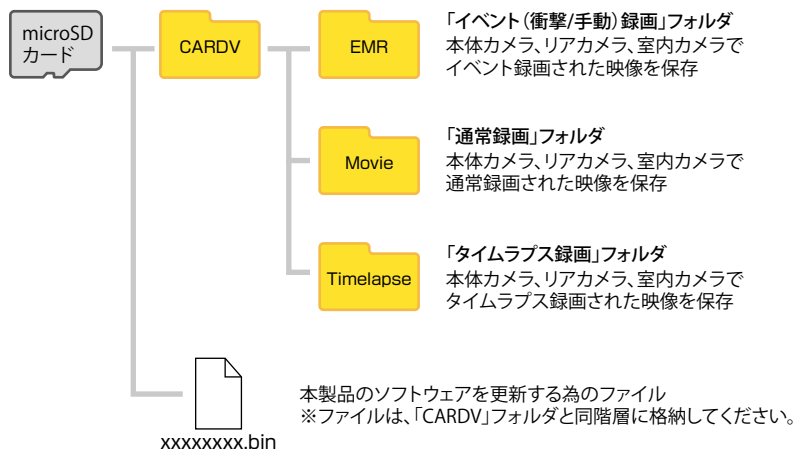 microSD
カード
CARDV
EMR
「イベント(衝撃/手動)録画」フォルダ
本体カメラ、リアカメラ、室内カメラで
イベント録画された映像を保存
Movie
「通常録画」フォルダ
本体カメラ、リアカメラ、室内カメラで
通常録画された映像を保存
Timelapse
「タイムラプス録画」フォルダ
本体カメラ、リアカメラ、室内カメラで
タイムラプス録画された映像を保存
本製品のソフトウェアを更新する為のファイル
※ファイルは、「CARDV」フォルダと同階層に格納してください。
xxxxxxxx.bin